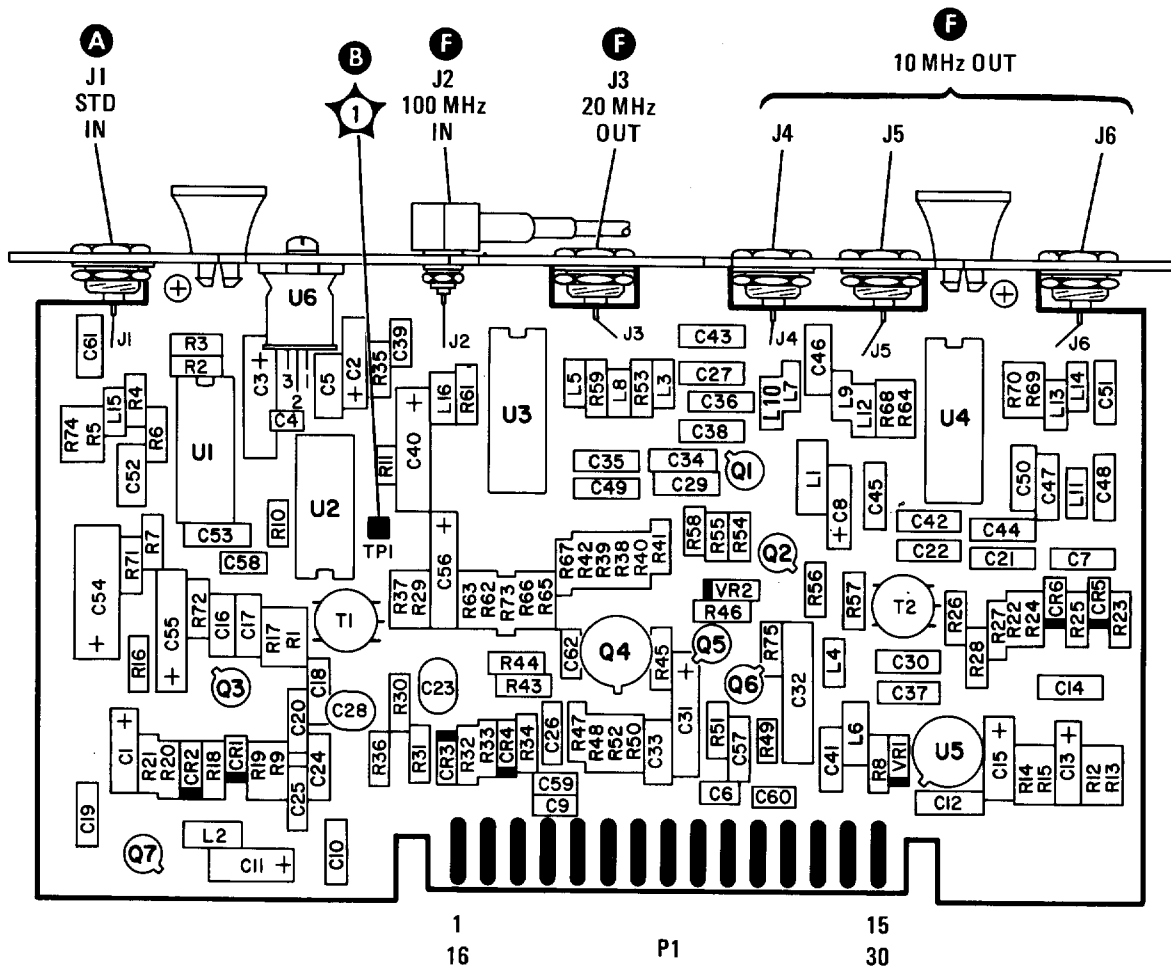 A
J1
STD
IN
B
1
F
J2
100 MHz
IN
F
J3
20 MHz
OUT
F
10 MHz OUT
J4
J5
J6
U6
J1
J2
J3
J4
J5
J6
C61
R3
R2
C3 +
3
2
1
C5
C2
+
R35
C39
C43
C46
R74
R5
L15
R4
R6
C52
U1
C4
U2
R11
C40
+
L16
R61
U3
L5
R59
L8
R53
L3
C27
C36
C38
L10
L7
L9
L12
R68
R64
U4
R70
R69
L13
L14
C51
C35
C49
C34
C29
Q1
L1
C8
+
C45
C50
C47
L11
C48
C54
+
R71
R7
C53
R10
C58
TP1
C56
+
R67
R42
R39
R38
R40
R41
R58
R55
R54
Q2
C42
C22
C44
C21
C7
C55
+
R72
C16
C17
R17
R1
T1
R37
R29
R63
R62
R73
R66
R65
VR2
R46
R56
R57
T2
R26
R27
R22
R24
CR6
R25
CR5
R23
R16
Q3
C18
C28
R30
C23
R44
R43
C62
Q4
R45
Q5
Q6
R75
C32
L4
C30
C37
R28
C14
C1
+
R21
R20
CR2
R18
CR1
R19
R9
C20
C25
C24
R36
R31
CR3
R32
R33
CR4
R34
C26
R47
R48
R52
R50
C33
C31
+
R51
C57
R49
C41
L6
R8
VR1
U5
C15
+
R14
R15
C13
+
R12
R13
C19
L2
Q7
C11 +
C10
C59
C9
C6
C60
C12
1
15
16
P1
30